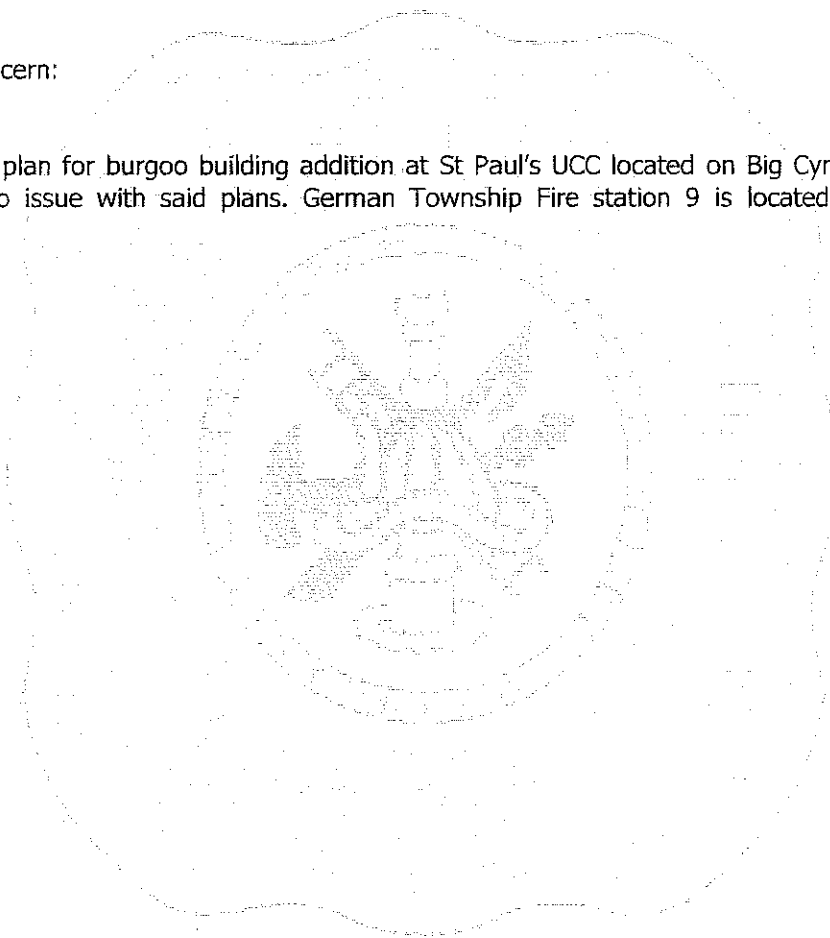 cern:
plan for burgoo building addition at St Paul's UCC located on Big Cyr
o issue with said plans. German Township Fire station 9 is located